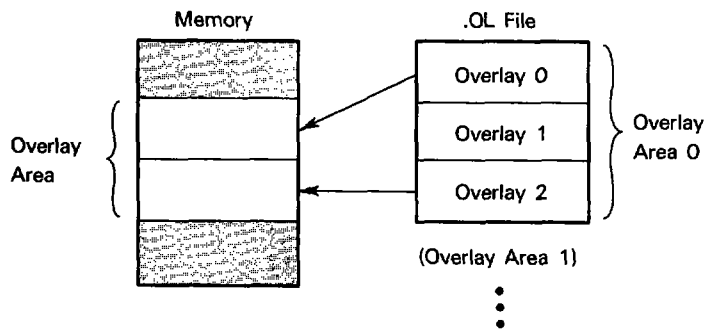 Memory
.OL File
Overlay 0
Overlay 1
Overlay 2
Overlay
Area
Overlay
Area 0
(Overlay Area 1)